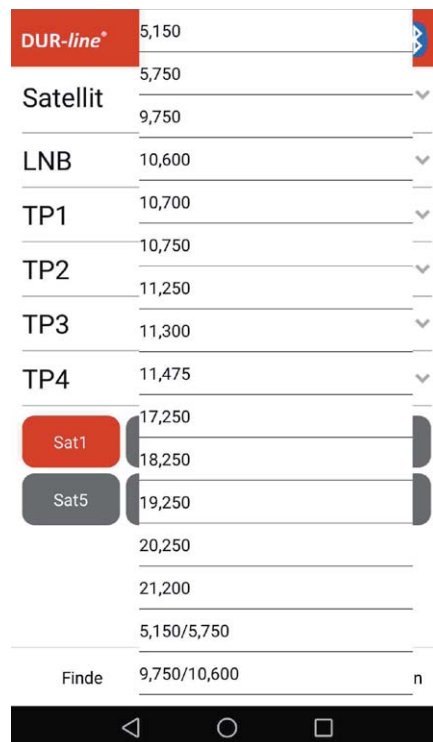 DUR-line®
Satellit
LNB
TP1
TP2
TP3
TP4
Sat1
Sat5
Finde
n
5,150
5,750
9,750
10,600
10,700
10,750
11,250
11,300
11,475
17,250
18,250
19,250
20,250
21,200
5,150/5,750
9,750/10,600